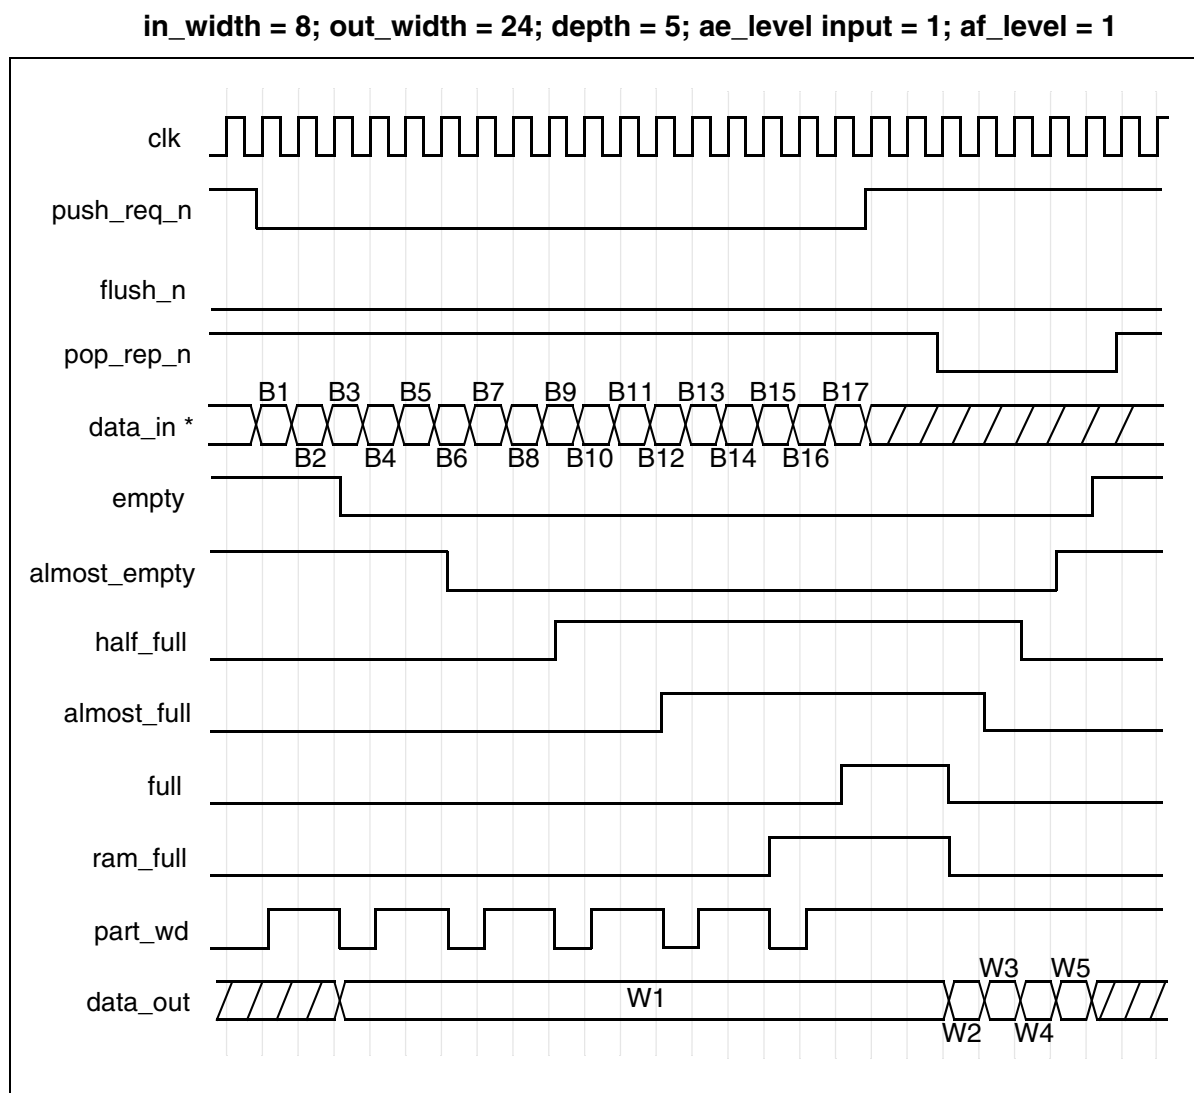 in_width = 8; out_width = 24; depth = 5; ae_level input = 1; af_level = 1
clk
push_req_n
flush_n
pop_rep_n
B1 B3 B5 B7 B9 B11 B13 B15 B17
data_in *
B2 B4 B6 B8 B10 B12 B14 B16
empty
almost_empty
half_full
almost_full
full
ram_full
part_wd
W3 W5
data_out W1
W2 W4